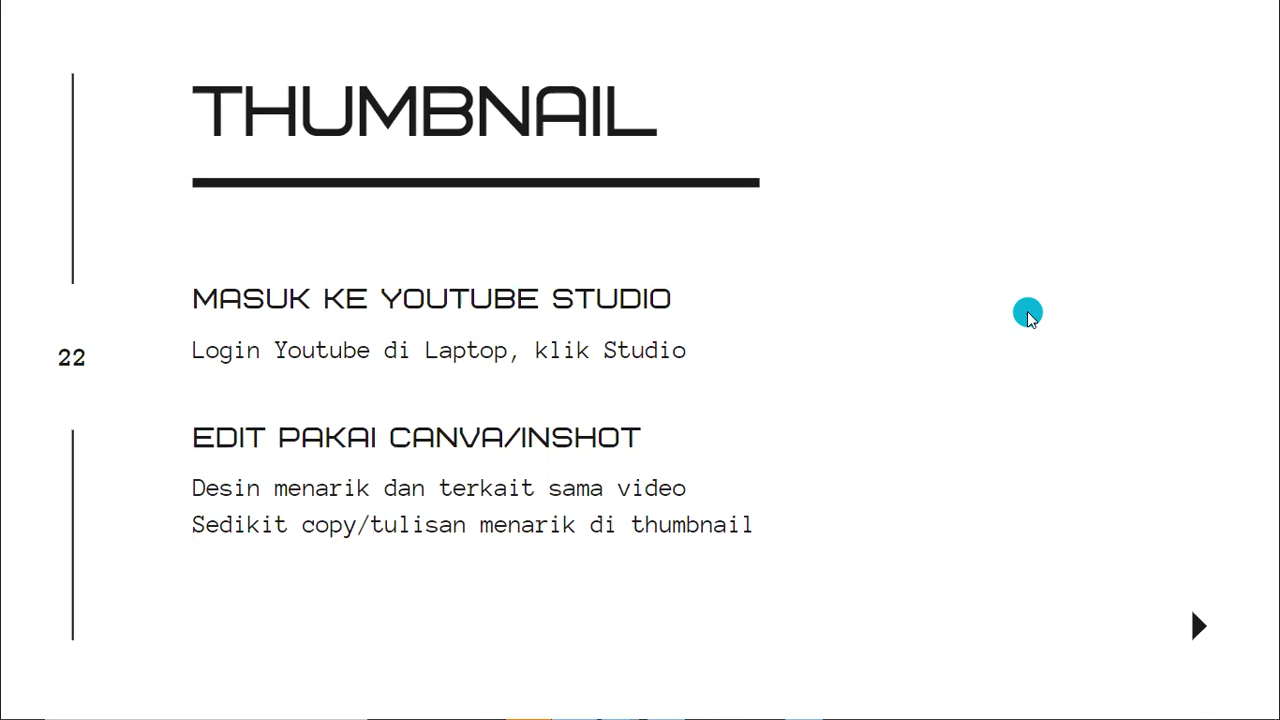 THUMBNAIL
MASUK KE YOUTUBE STUDIO
Login Youtube di Laptop, klik Studio
22
EDIT PAKAI CANVA/INSHOT
Desin menarik dan terkait sama video
Sedikit copy/tulisan menarik di thumbnail